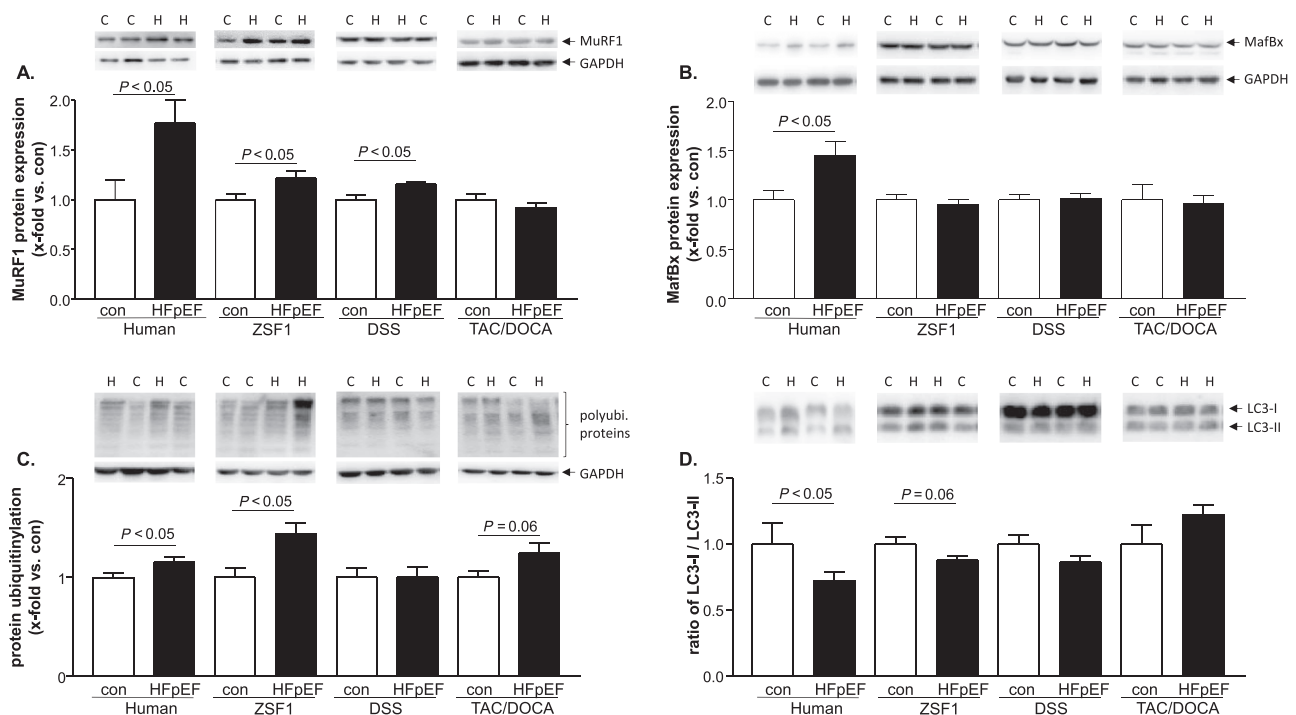 C C H H C H C H C H H C C H C H
MuRF1
GAPDH
A.
MuRF1 protein expression
(x-fold vs. con)
2.0
1.5
1.0
0.5
0.0
P < 0.05
P < 0.05
P < 0.05
con HFpEF con HFpEF con HFpEF con HFpEF
Human ZSF1 DSS TAC/DOCA
C H C H C H C H C H C H C H C H
MafBx
GAPDH
B.
MafBx protein expression
(x-fold vs. con)
2.0
1.5
1.0
0.5
0.0
P < 0.05
con HFpEF con HFpEF con HFpEF con HFpEF
Human ZSF1 DSS TAC/DOCA
H C H C C C H H C H C H C H C H
polyubi.
proteins
GAPDH
C.
protein ubiquitinylation
(x-fold vs. con)
2
1
0
P < 0.05
P < 0.05
P = 0.06
con HFpEF con HFpEF con HFpEF con HFpEF
Human ZSF1 DSS TAC/DOCA
C H C H C H H C C H C H C C H H
LC3-I
LC3-II
D.
ratio of LC3-I / LC3-II
1.5
1.0
0.5
0.0
P < 0.05
P = 0.06
con HFpEF con HFpEF con HFpEF con HFpEF
Human ZSF1 DSS TAC/DOCA